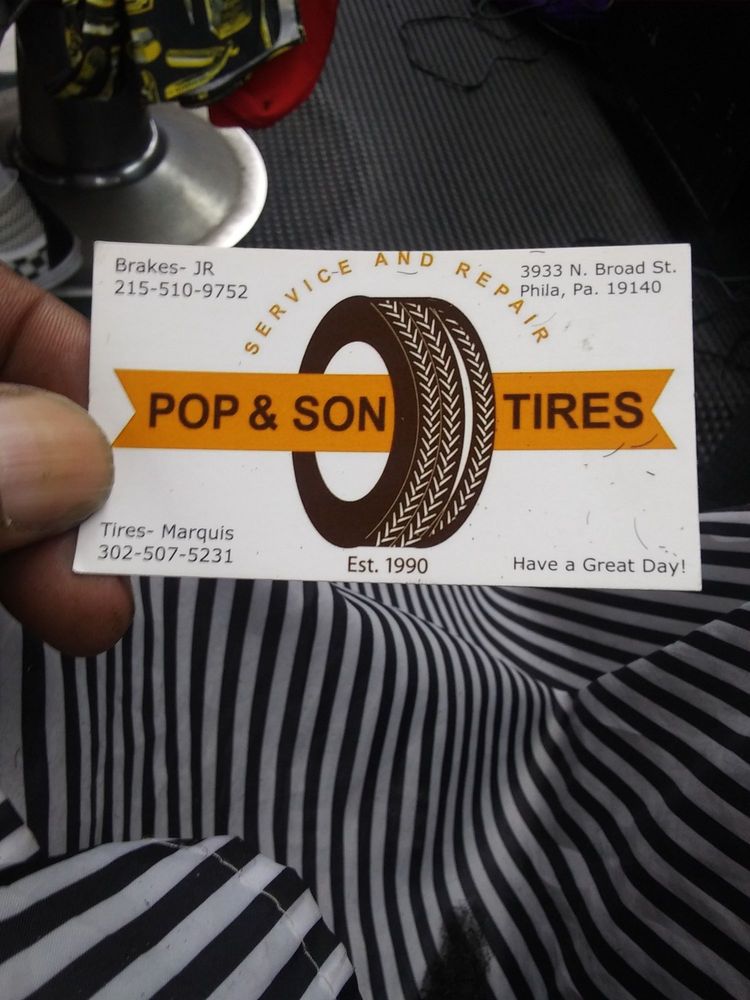 Brakes- JR
215-510-9752
SERVICE AND REPAIR
3933 N. Broad St.
Phila, Pa. 19140
POP & SON TIRES
Tires- Marquis
302-507-5231
Est. 1990
Have a Great Day!